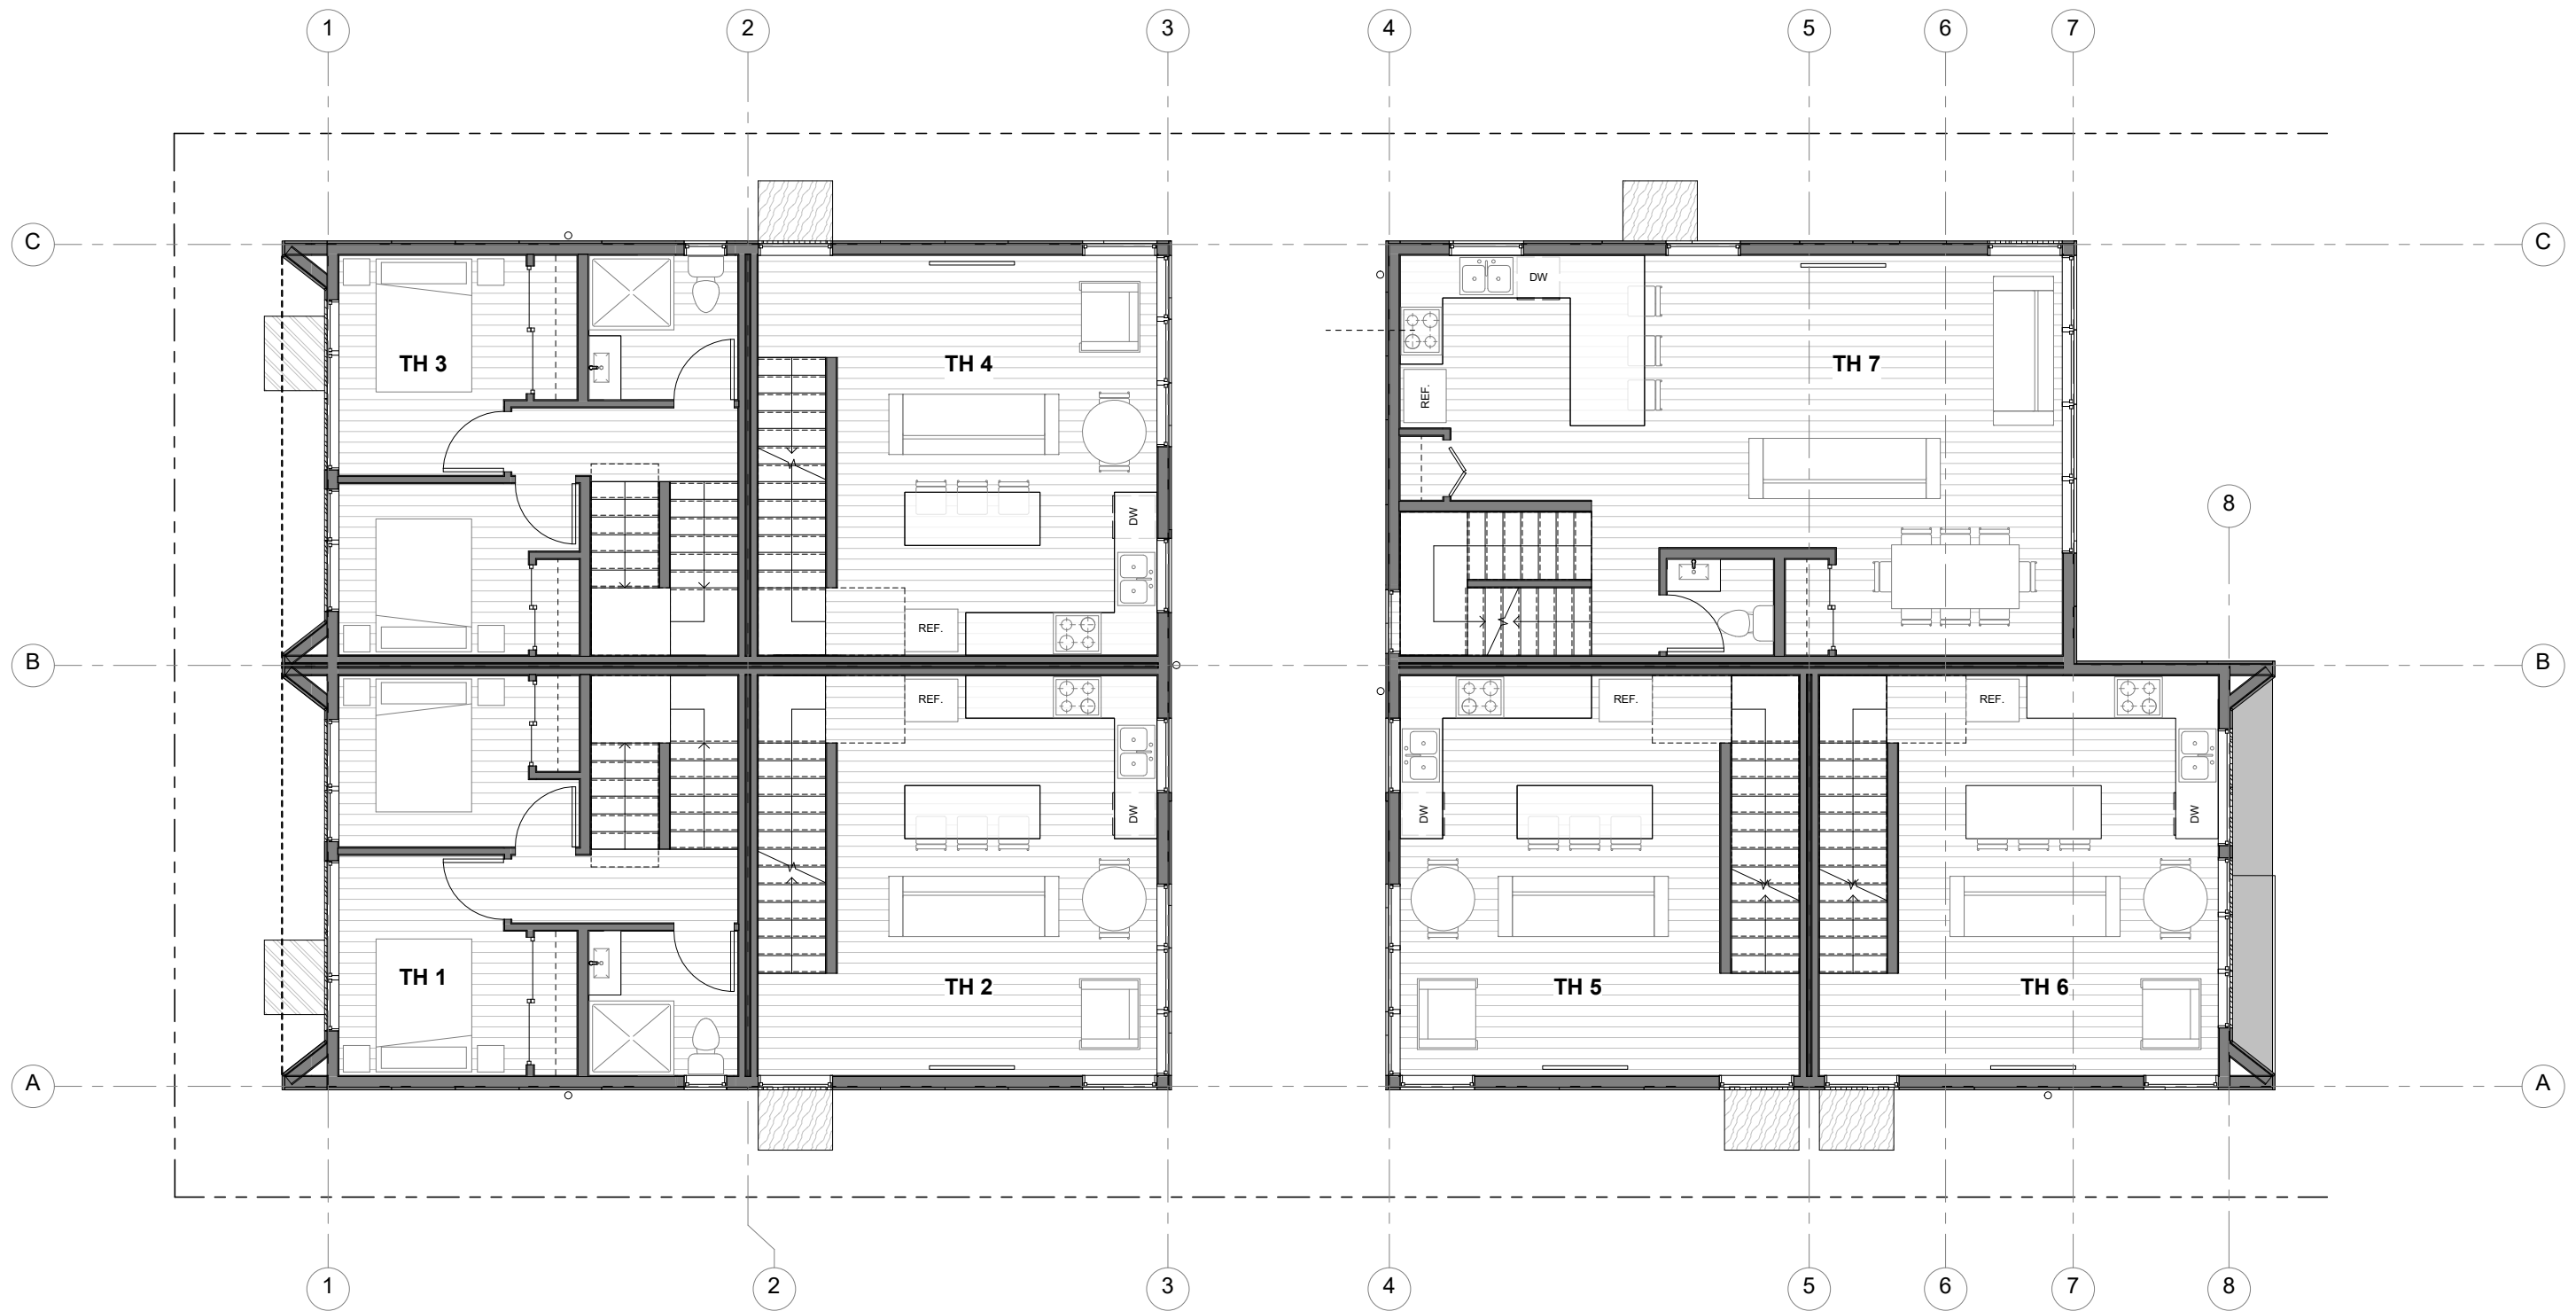 1 2 3 4 5 6 7
C C
TH 3 TH 4 TH 7
DW
REF.
8
DW
REF.
B B
REF. REF. REF.
DW DW DW
TH 1 TH 2 TH 5 TH 6
A A
1 2 3 4 5 6 7 8